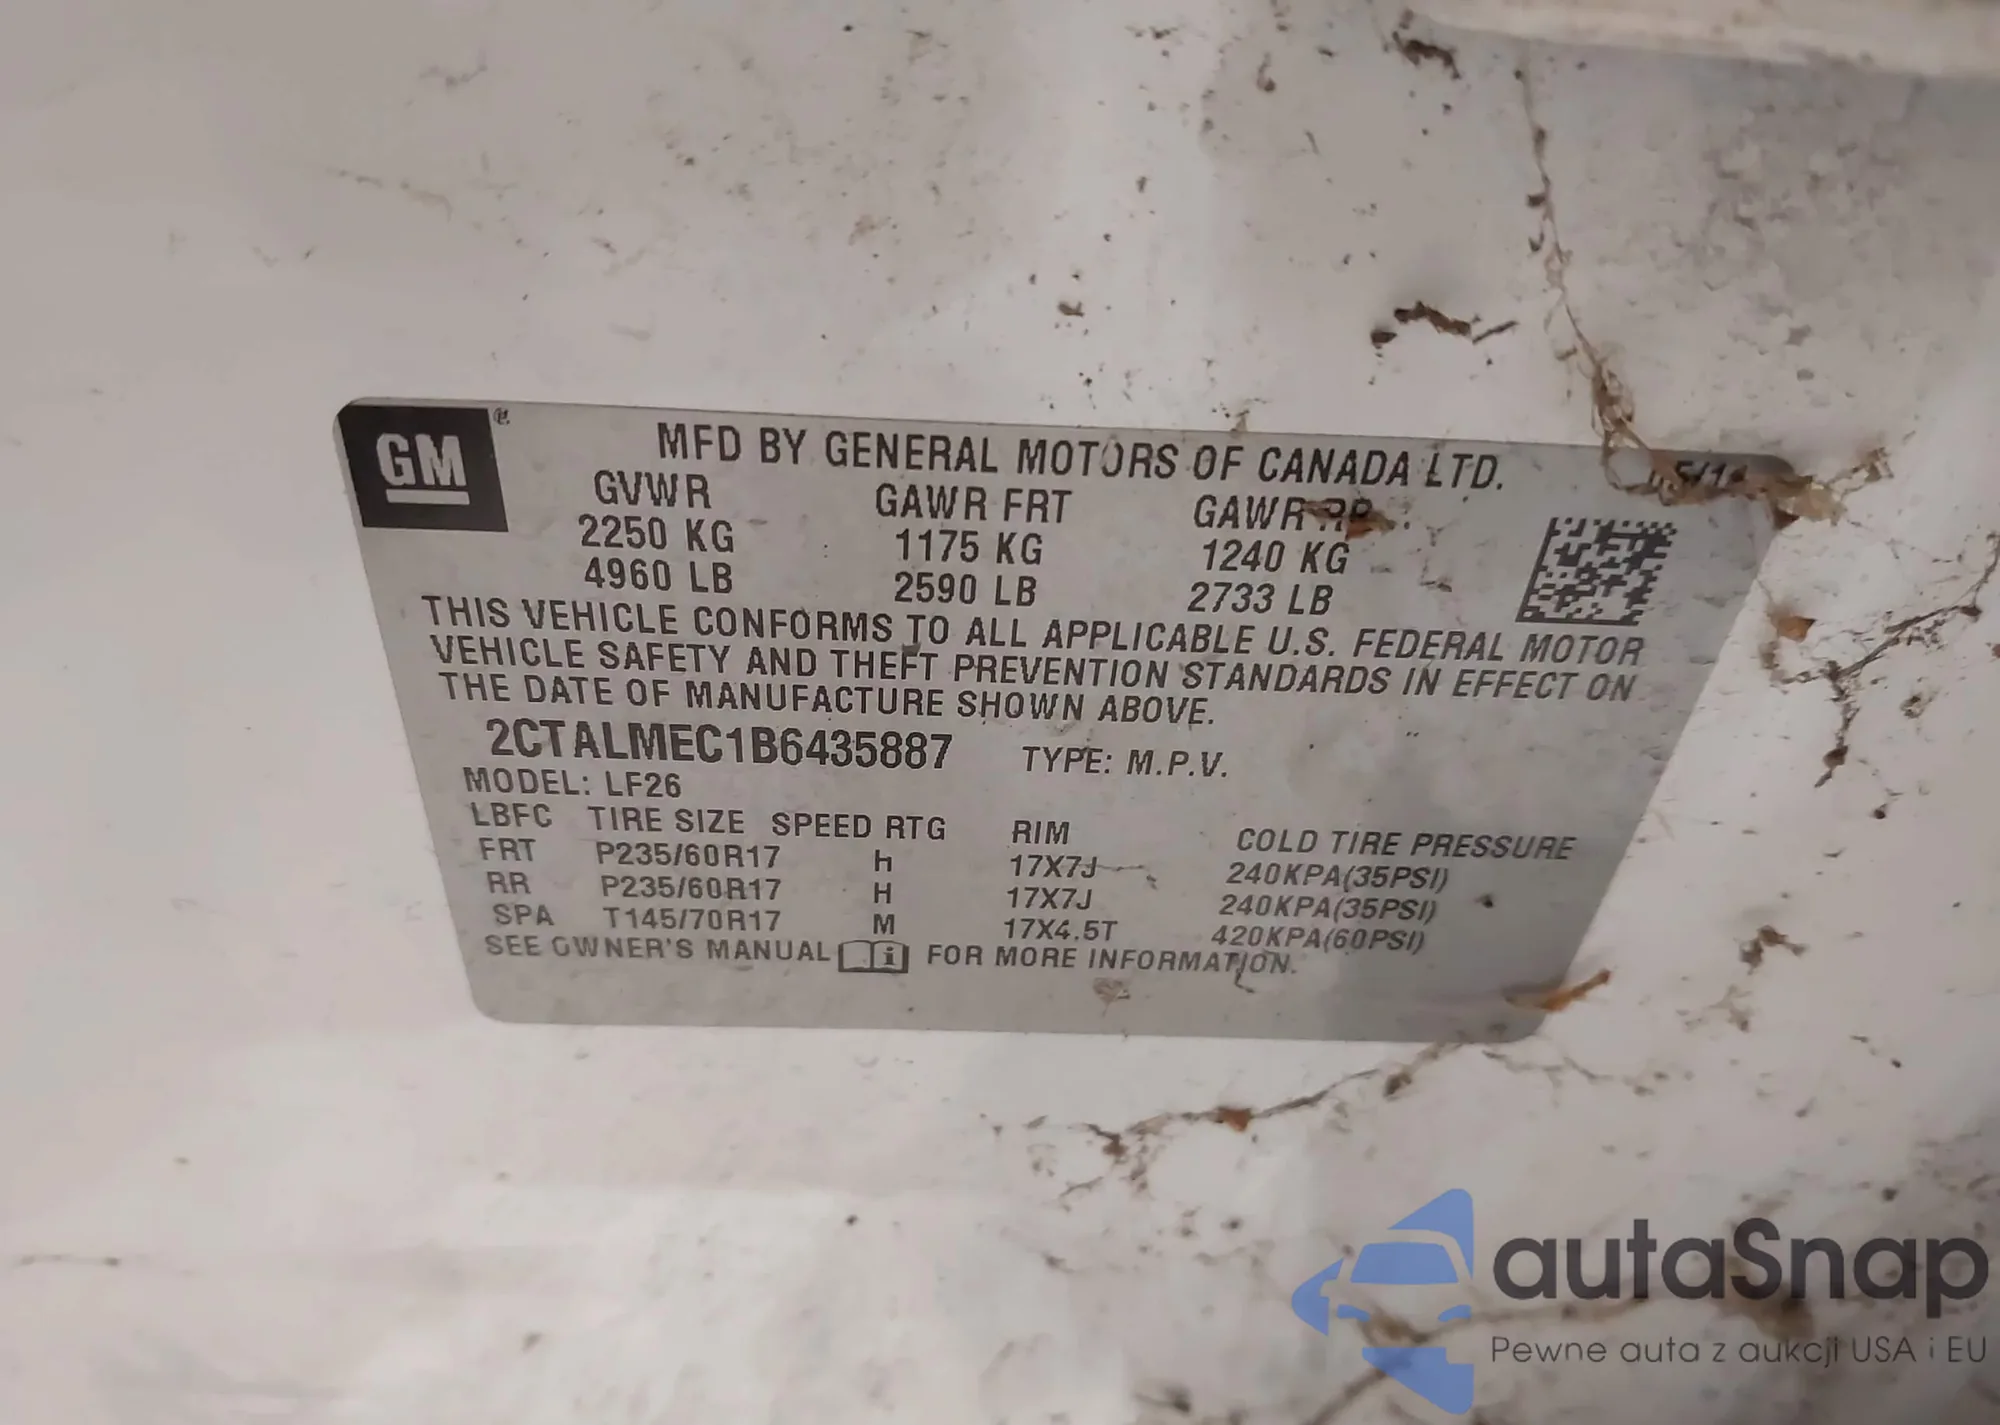 GM
MFD BY GENERAL MOTORS OF CANADA LTD.
GVWR GAWR FRT GAWR
2250 KG 1175 KG 1240 KG
4960 LB 2590 LB 2733 LB
THIS VEHICLE CONFORMS TO ALL APPLICABLE U.S. FEDERAL MOTOR
VEHICLE SAFETY AND THEFT PREVENTION STANDARDS IN EFFECT ON
THE DATE OF MANUFACTURE SHOWN ABOVE.
2CTALMEC1B6435887 TYPE: M.P.V.
MODEL: LF26
LBFC TIRE SIZE SPEED RTG RIM COLD TIRE PRESSURE
FRT P235/60R17 H 17X7J 240KPA(35PSI)
RR P235/60R17 H 17X7J 240KPA(35PSI)
SPA T145/70R17 M 17X4.5T 420KPA(60PSI)
SEE OWNER'S MANUAL i FOR MORE INFORMATION.
autaSnap
Pewne auta z aukcji USA i EU